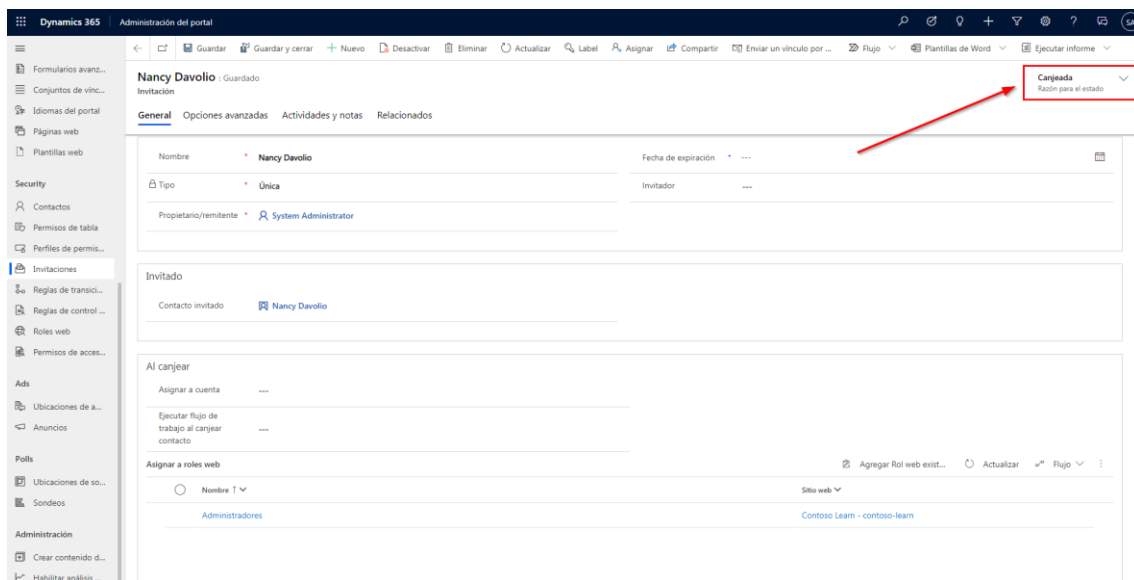 Dynamics 365 Administración del portal
Guardar Guardar y cerrar Nuevo Desactivar Eliminar Actualizar Label Asignar Compartir Enviar un vínculo por ... Flujo Plantillas de Word Ejecutar informe
Nancy Davolio : Guardado
Invitación
Canjeada
Razón para el estado
General Opciones avanzadas Actividades y notas Relacionados
Formularios avanz...
Conjuntos de vínc...
Idiomas del portal
Páginas web
Plantillas web
Security
Contactos
Permisos de tabla
Perfiles de permis...
Invitaciones
Reglas de transici...
Reglas de control ...
Roles web
Permisos de acces...
Ads
Ubicaciones de a...
Anuncios
Polls
Ubicaciones de so...
Sondeos
Administración
Crear contenido d...
Habilitar análisis ...
Nombre * Nancy Davolio
Fecha de expiración * ---
Tipo * Única
Invitador ---
Propietario/remitente * System Administrator
Invitado
Contacto invitado Nancy Davolio
Al canjear
Asignar a cuenta ---
Ejecutar flujo de
trabajo al canjear ---
contacto
Asignar a roles web
Agregar Rol web exist... Actualizar Flujo
Nombre ↑ Sitio web
Administradores Contoso Learn - contoso-learn